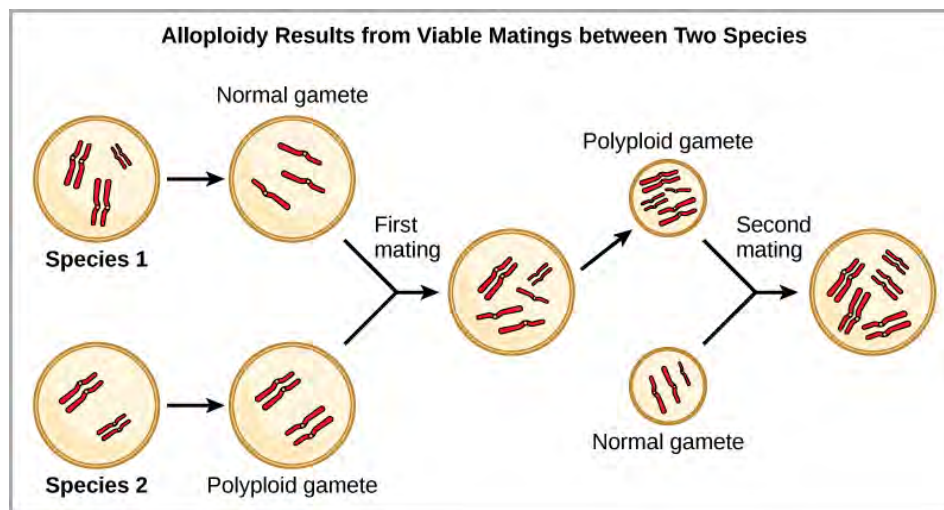 Alloploidy Results from Viable Matings between Two Species
Normal gamete
Species 1
First
mating
Polyploid gamete
Second
mating
Species 2
Polyploid gamete
Normal gamete